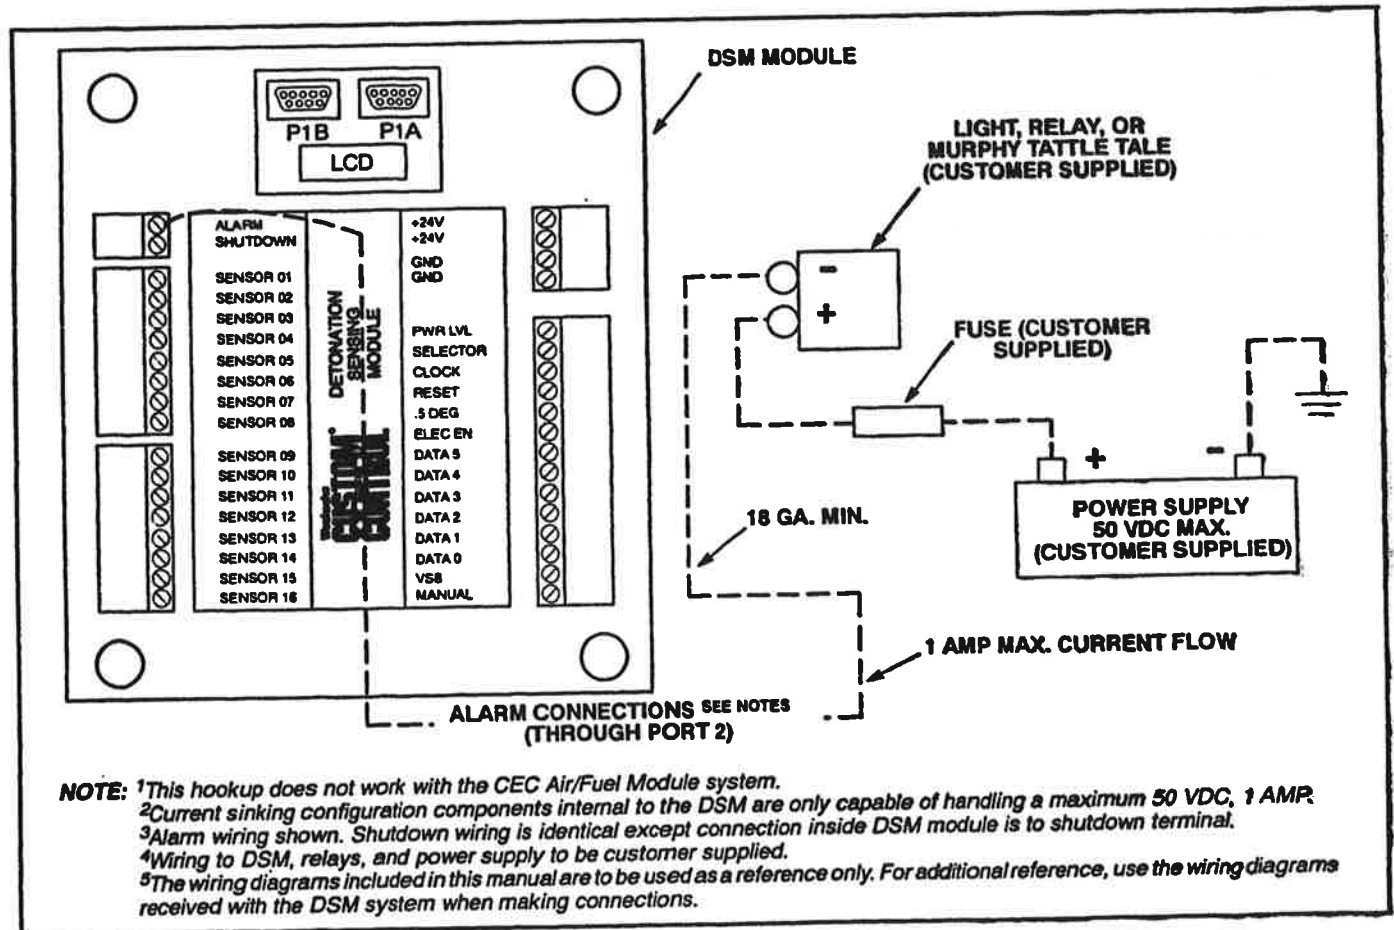 DSM MODULE
P1B P1A
LCD
LIGHT, RELAY, OR
MURPHY TATTLE TALE
(CUSTOMER SUPPLIED)
ALARM
SHUTDOWN
SENSOR 01
SENSOR 02
SENSOR 03
SENSOR 04
SENSOR 05
SENSOR 06
SENSOR 07
SENSOR 08
SENSOR 09
SENSOR 10
SENSOR 11
SENSOR 12
SENSOR 13
SENSOR 14
SENSOR 15
SENSOR 16
DETONATION
SENSING
MODULE
CUSTOM
CONTROL
+24V
+24V
GND
GND
PWR LVL
SELECTOR
CLOCK
RESET
.5 DEG
ELEC EN
DATA 5
DATA 4
DATA 3
DATA 2
DATA 1
DATA 0
VSB
MANUAL
-
+
FUSE (CUSTOMER
SUPPLIED)
+ -
POWER SUPPLY
50 VDC MAX.
(CUSTOMER SUPPLIED)
18 GA. MIN.
1 AMP MAX. CURRENT FLOW
ALARM CONNECTIONS SEE NOTES
(THROUGH PORT 2)
NOTE: ¹This hookup does not work with the CEC Air/Fuel Module system.
²Current sinking configuration components internal to the DSM are only capable of handling a maximum 50 VDC, 1 AMP.
³Alarm wiring shown. Shutdown wiring is identical except connection inside DSM module is to shutdown terminal.
⁴Wiring to DSM, relays, and power supply to be customer supplied.
⁵The wiring diagrams included in this manual are to be used as a reference only. For additional reference, use the wiring diagrams
received with the DSM system when making connections.